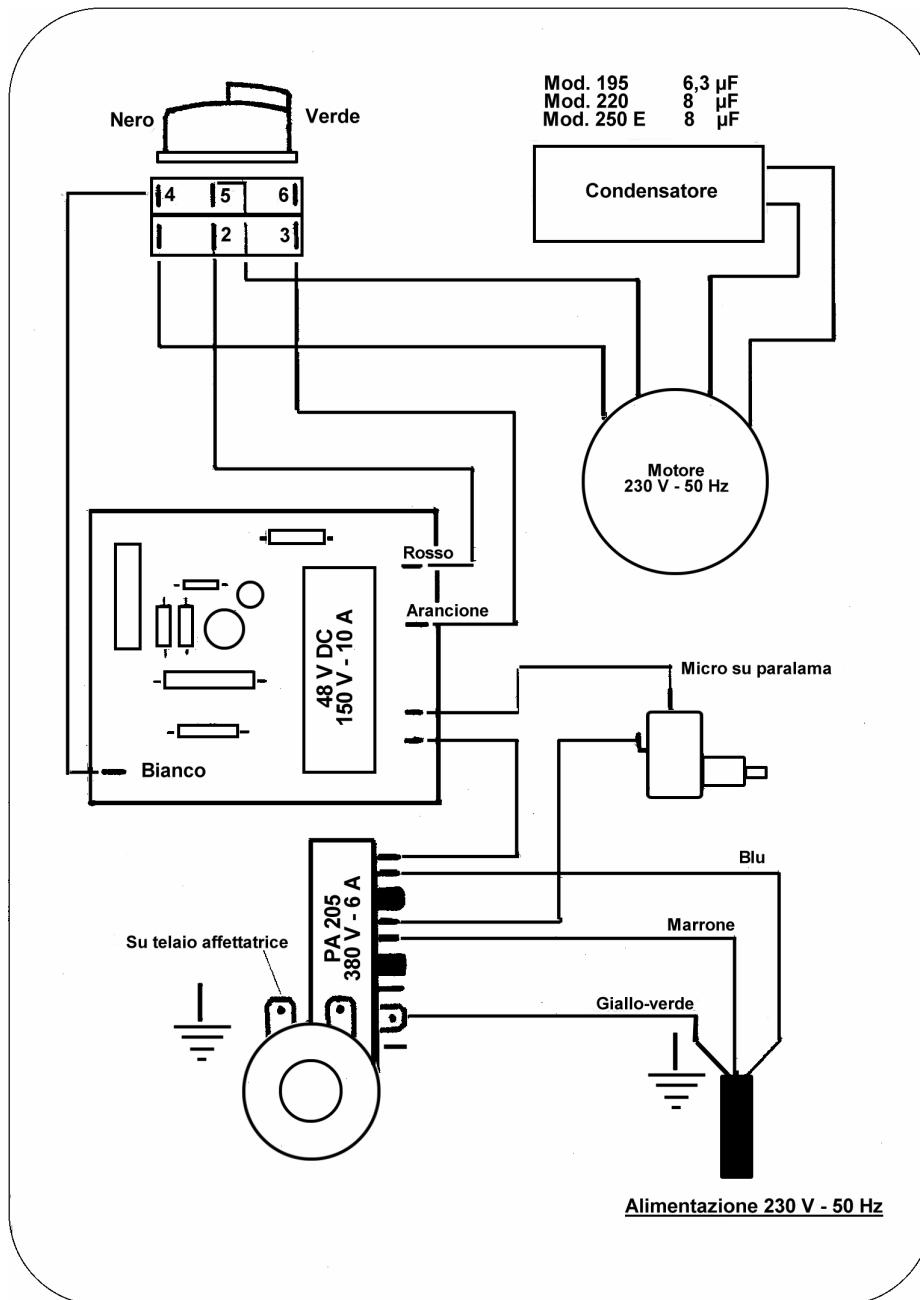 Mod. 195 6,3 µF
Mod. 220 8 µF
Mod. 250 E 8 µF
Nero
Verde
4 5 6
2 3
Condensatore
Motore
230 V - 50 Hz
Rosso
Arancione
48 V DC
150 V - 10 A
Bianco
Micro su paralama
Blu
PA 205
380 V - 6 A
Marrone
Su telaio affettatrice
Giallo-verde
Alimentazione 230 V - 50 Hz